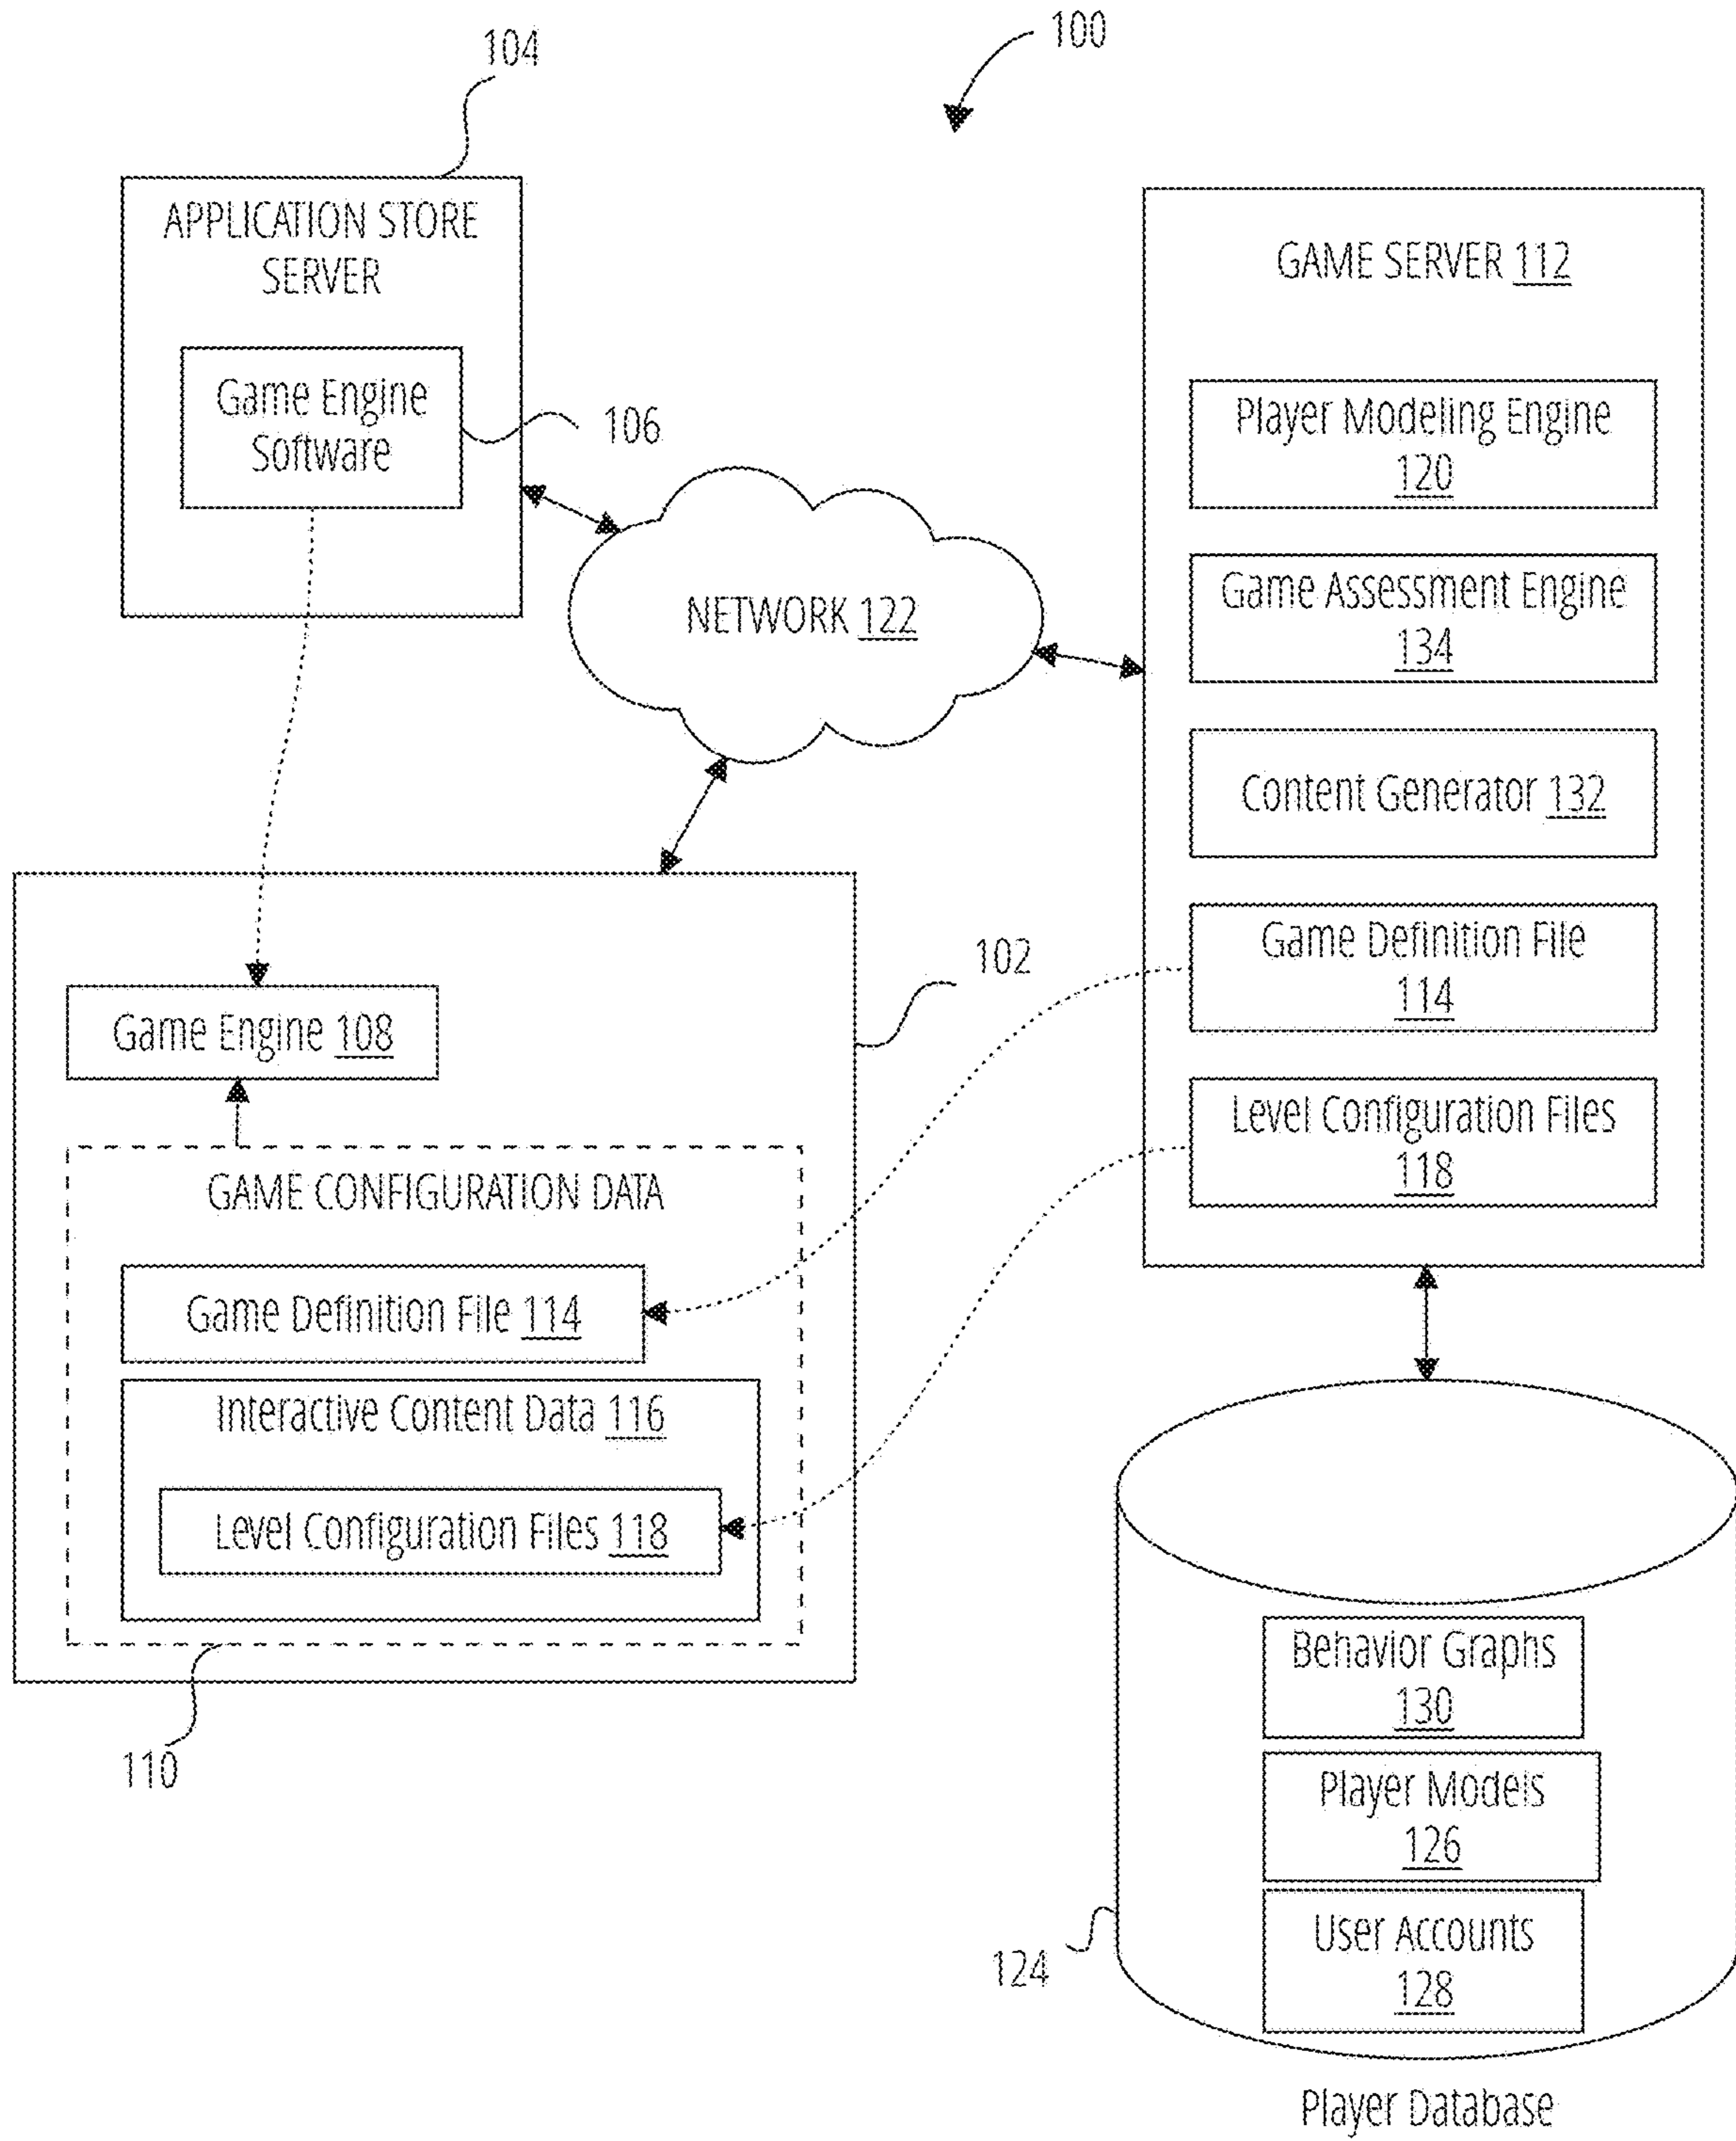 100
104
APPLICATION STORE
SERVER
Game Engine
Software
106
NETWORK 122
GAME SERVER 112
Player Modeling Engine
120
Game Assessment Engine
134
Content Generator 132
Game Definition File
114
Level Configuration Files
118
102
Game Engine 108
GAME CONFIGURATION DATA
Game Definition File 114
Interactive Content Data 116
Level Configuration Files 118
110
Behavior Graphs
130
Player Models
126
User Accounts
128
124
Player Database